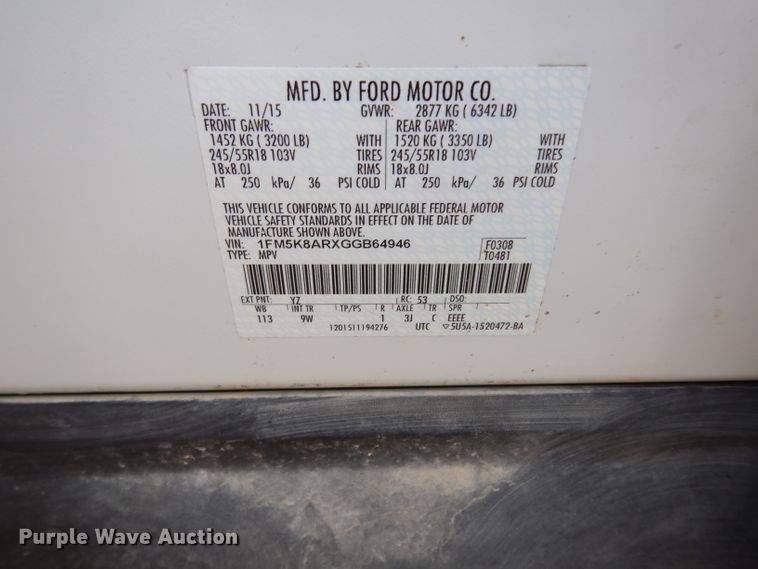 MFD. BY FORD MOTOR CO.
DATE: 11/15 GVWR: 2877 KG ( 6342 LB)
FRONT GAWR: REAR GAWR:
1452 KG ( 3200 LB) WITH 1520 KG ( 3350 LB) WITH
245/55R18 103V TIRES 245/55R18 103V TIRES
18x8.0J RIMS 18x8.0J RIMS
AT 250 kPa/ 36 PSI COLD AT 250 kPa/ 36 PSI COLD
THIS VEHICLE CONFORMS TO ALL APPLICABLE FEDERAL MOTOR
VEHICLE SAFETY STANDARDS IN EFFECT ON THE DATE OF
MANUFACTURE SHOWN ABOVE.
VIN: 1FM5K8ARXGGB64946 F0308
TYPE: MPV T0481
EXT PNT: YZ RC: 53 DSO:
WB INT TR TP/PS R AXLE TR SPR
113 9W 1 3J C EEEE
1201511194276 UTC ▽5U5A-1520472-BA
Purple Wave Auction